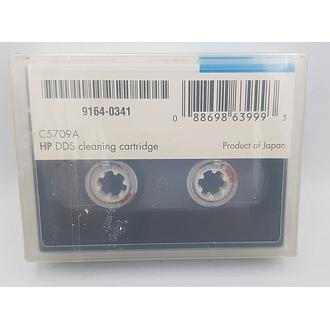 9164-0341
0 88698 63999 3
C5709A
HP DDS cleaning cartridge
Product of Japan